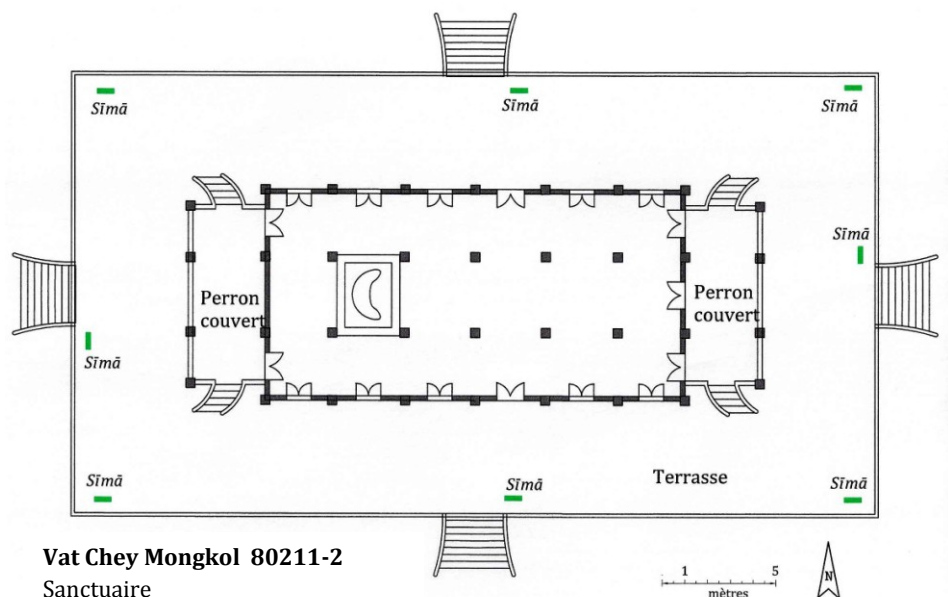 Sīmā
Sīmā
Sīmā
Sīmā
Perron
couvert
Perron
couvert
Sīmā
Terrasse
Sīmā
Sīmā
Sīmā
Vat Chey Mongkol 80211-2
Sanctuaire
1 5
mètres
N